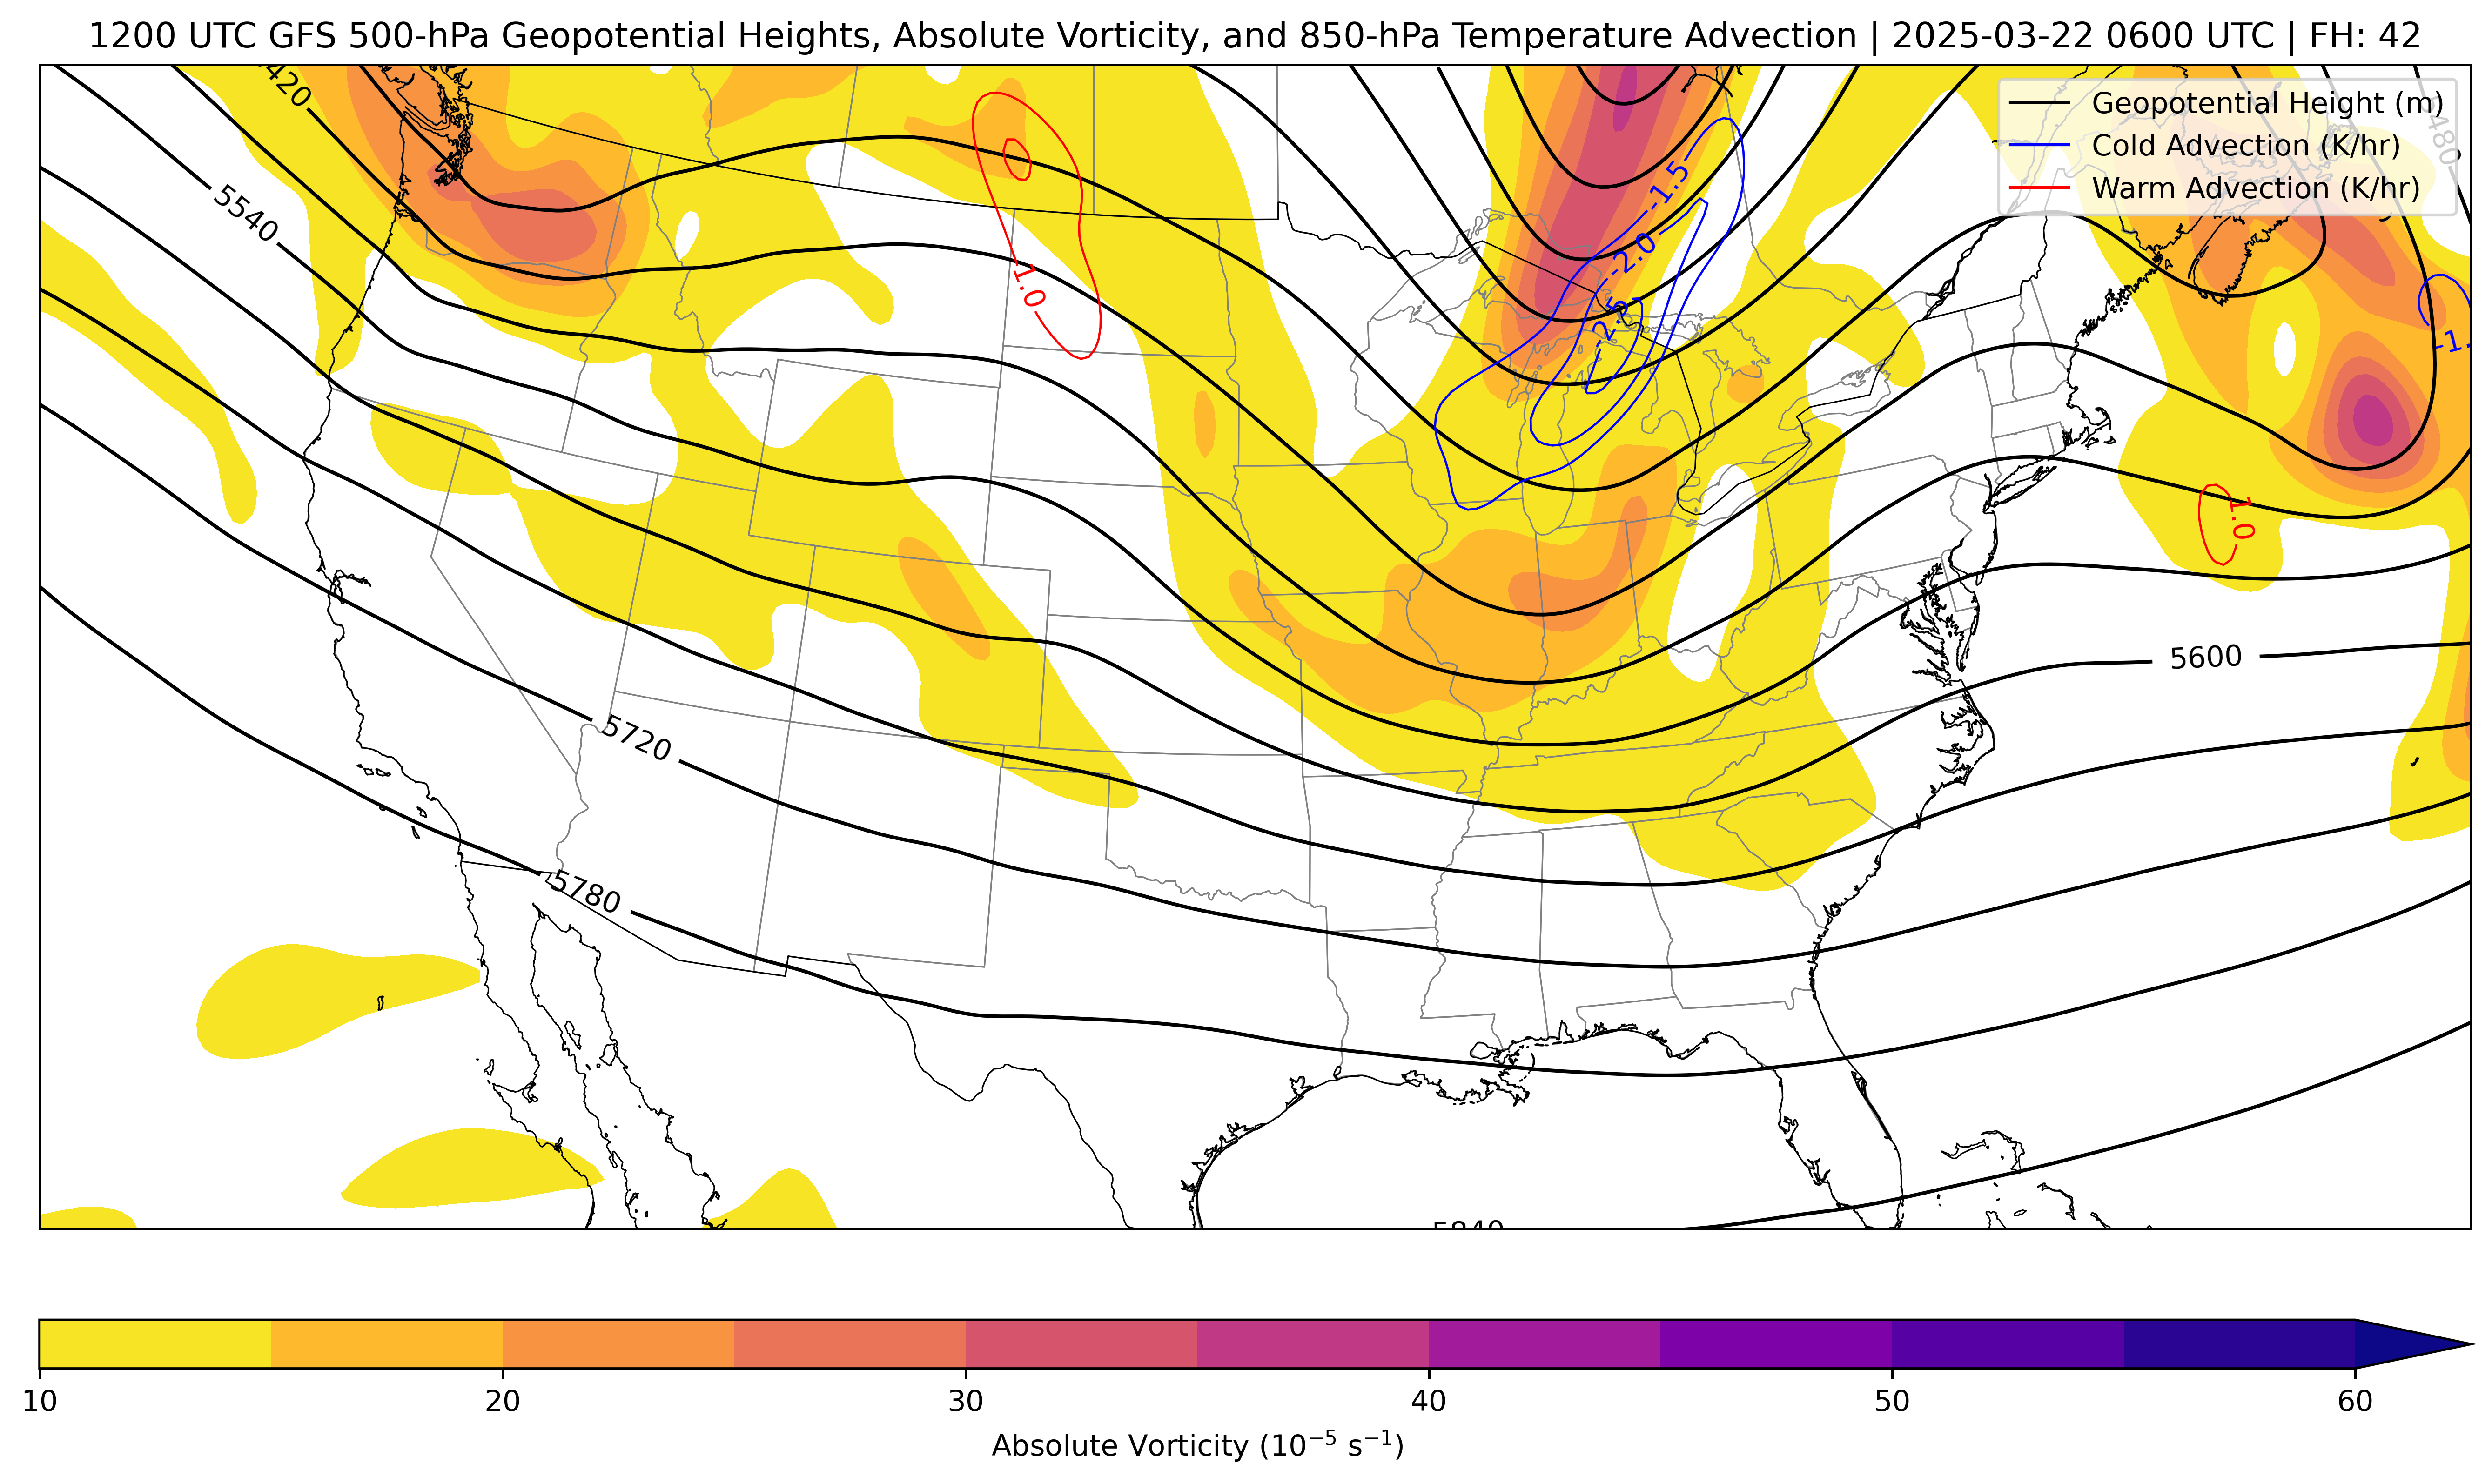 1200 UTC GFS 500-hPa Geopotential Heights, Absolute Vorticity, and 850-hPa Temperature Advection | 2025-03-22 0600 UTC | FH: 42
Geopotential Height (m)
Cold Advection (K/hr)
Warm Advection (K/hr)
480
-1.5
5540
-2.0
1.0
-2.5
-1.
1.0
5600
5720
5780
5840
10 20 30 40 50 60
Absolute Vorticity (10⁻⁵ s⁻¹)